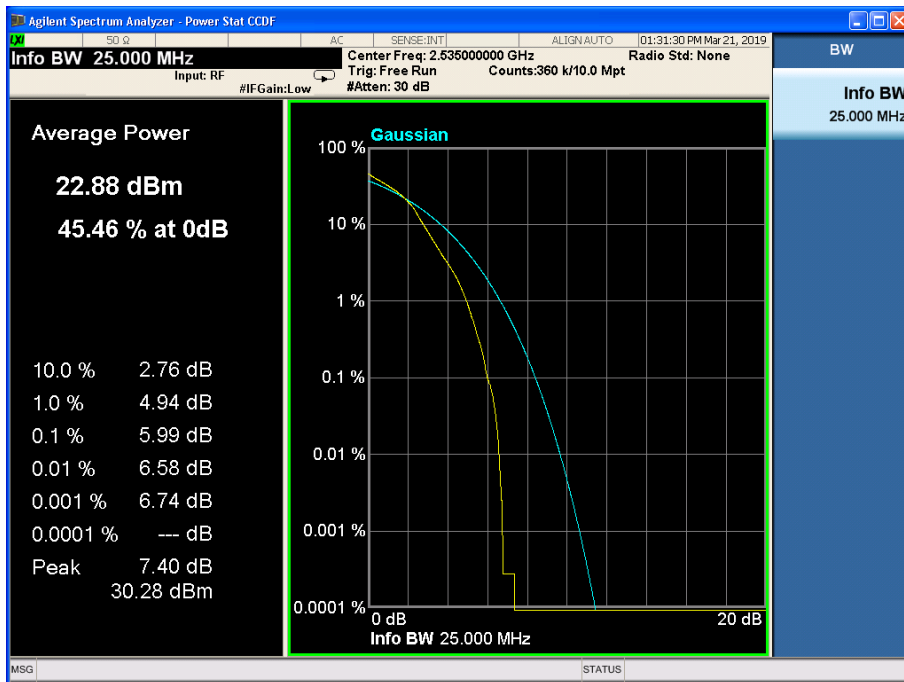 Agilent Spectrum Analyzer - Power Stat CCDF
LXI 50 Ω AC SENSE:INT ALIGN AUTO 01:31:30 PM Mar 21, 2019
Info BW 25.000 MHz
Center Freq: 2.535000000 GHz Radio Std: None
Input: RF Trig: Free Run Counts:360 k/10.0 Mpt
#IFGain:Low #Atten: 30 dB
BW
Info BW
25.000 MHz
Average Power
22.88 dBm
45.46 % at 0dB
10.0 % 2.76 dB
1.0 % 4.94 dB
0.1 % 5.99 dB
0.01 % 6.58 dB
0.001 % 6.74 dB
0.0001 % --- dB
Peak 7.40 dB
30.28 dBm
Gaussian
100 %
10 %
1 %
0.1 %
0.01 %
0.001 %
0.0001 %
0 dB 20 dB
Info BW 25.000 MHz
MSG STATUS